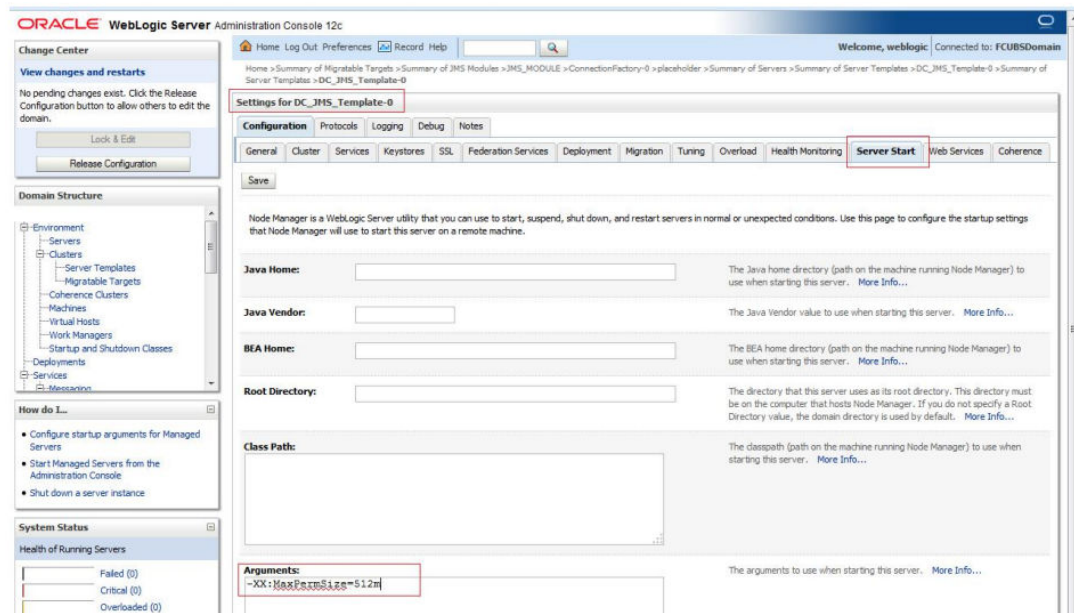 ORACLE WebLogic Server Administration Console 12c
Change Center
View changes and restarts
No pending changes exist. Click the Release
Configuration button to allow others to edit the
domain.
Lock & Edit
Release Configuration
Domain Structure
Environment
Servers
Clusters
Server Templates
Migratable Targets
Coherence Clusters
Machines
Virtual Hosts
Work Managers
Startup and Shutdown Classes
Deployments
Services
Messaging
How do I...
Configure startup arguments for Managed
Servers
Start Managed Servers from the
Administration Console
Shut down a server instance
System Status
Health of Running Servers
Failed (0)
Critical (0)
Overloaded (0)
Home Log Out Preferences Record Help
Welcome, weblogic Connected to: FCUBSDomain
Home >Summary of Migratable Targets >Summary of JMS Modules >JMS_MODULE >ConnectionFactory-0 >placeholder >Summary of Servers >Summary of Server Templates >DC_JMS_Template-0 >Summary of
Server Templates >DC_JMS_Template-0
Settings for DC_JMS_Template-0
Configuration Protocols Logging Debug Notes
General Cluster Services Keystores SSL Federation Services Deployment Migration Tuning Overload Health Monitoring Server Start Web Services Coherence
Save
Node Manager is a WebLogic Server utility that you can use to start, suspend, shut down, and restart servers in normal or unexpected conditions. Use this page to configure the startup settings
that Node Manager will use to start this server on a remote machine.
Java Home:
The Java home directory (path on the machine running Node Manager) to
use when starting this server. More Info...
Java Vendor:
The Java Vendor value to use when starting this server. More Info...
BEA Home:
The BEA home directory (path on the machine running Node Manager) to
use when starting this server. More Info...
Root Directory:
The directory that this server uses as its root directory. This directory must
be on the computer that hosts Node Manager. If you do not specify a Root
Directory value, the domain directory is used by default. More Info...
Class Path:
The classpath (path on the machine running Node Manager) to use when
starting this server. More Info...
Arguments:
The arguments to use when starting this server. More Info...
-XX:MaxPermSize=512m